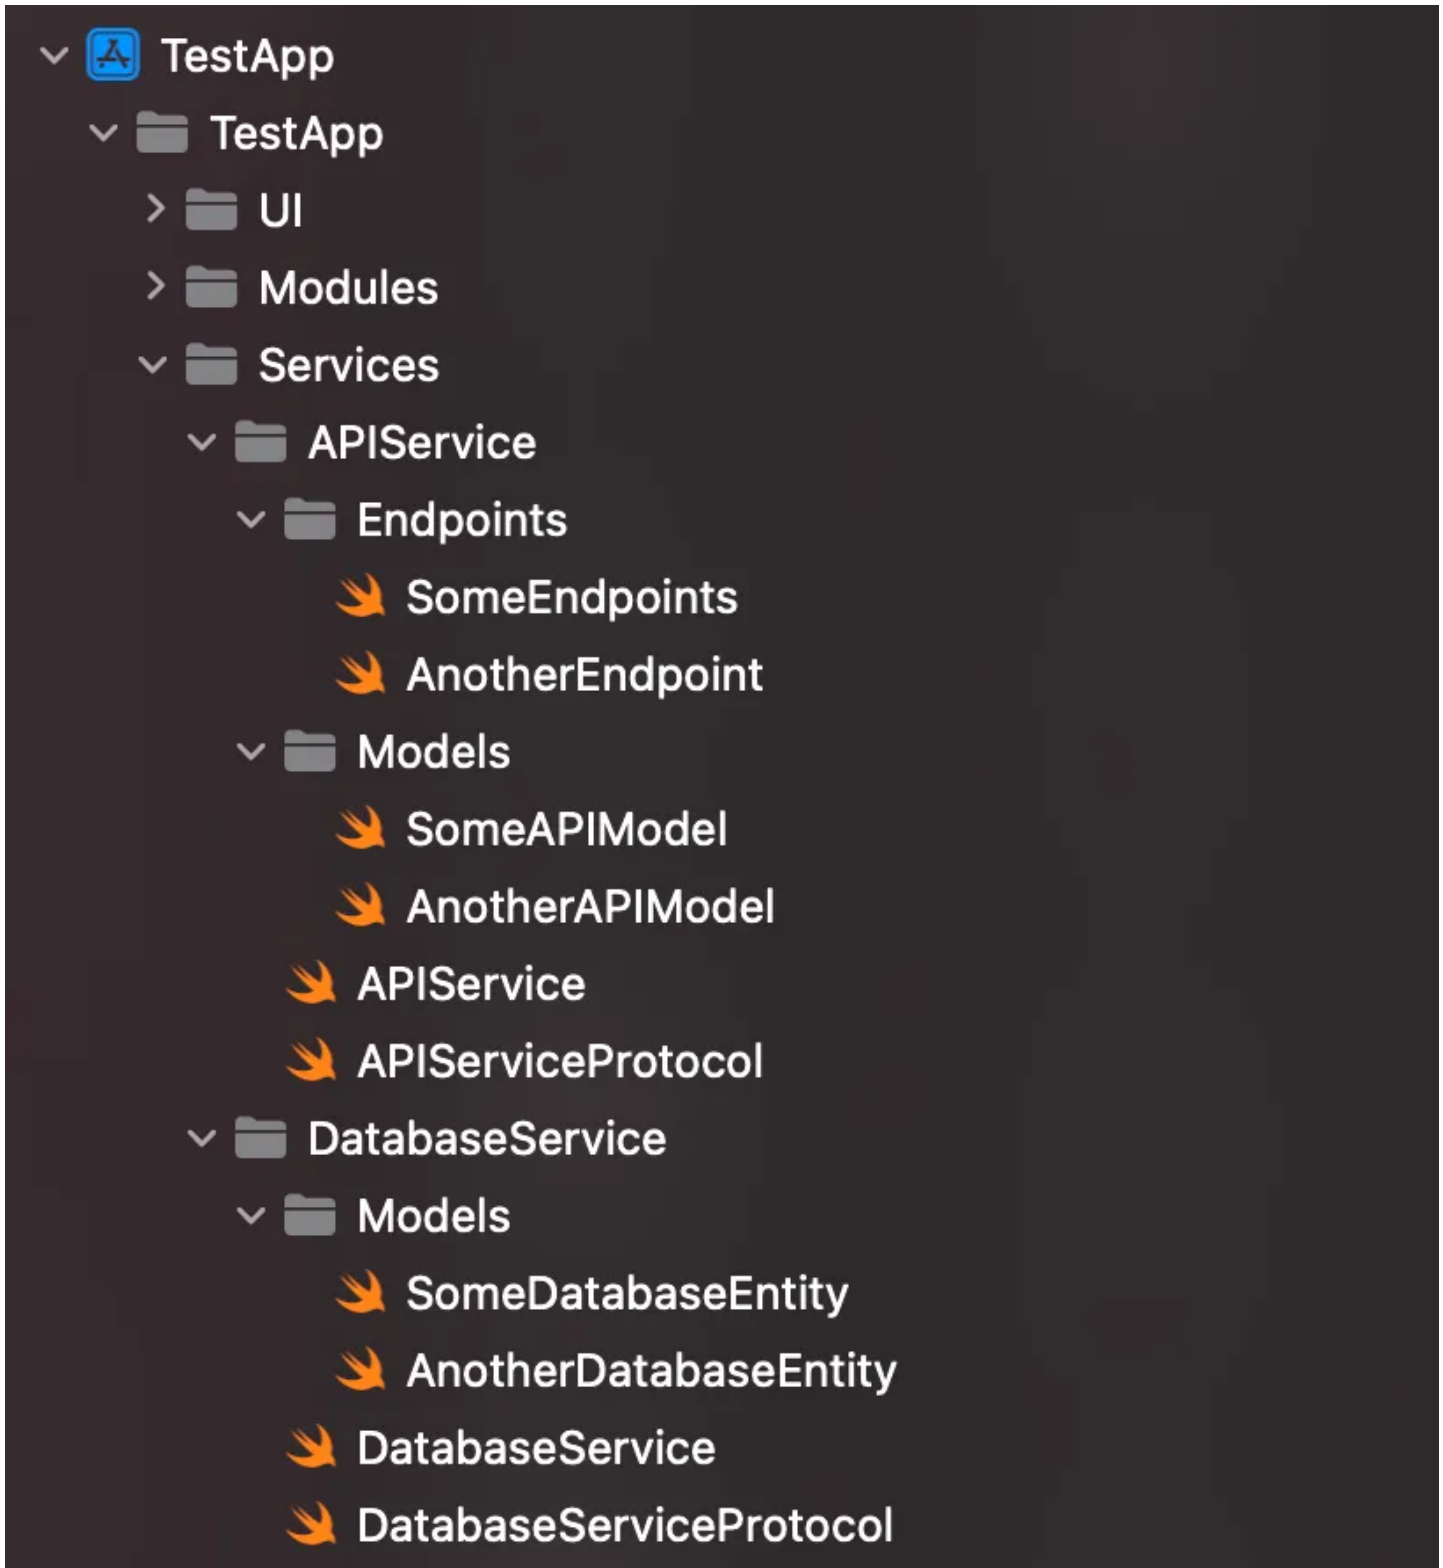 TestApp
TestApp
UI
Modules
Services
APIService
Endpoints
SomeEndpoints
AnotherEndpoint
Models
SomeAPIModel
AnotherAPIModel
APIService
APIServiceProtocol
DatabaseService
Models
SomeDatabaseEntity
AnotherDatabaseEntity
DatabaseService
DatabaseServiceProtocol